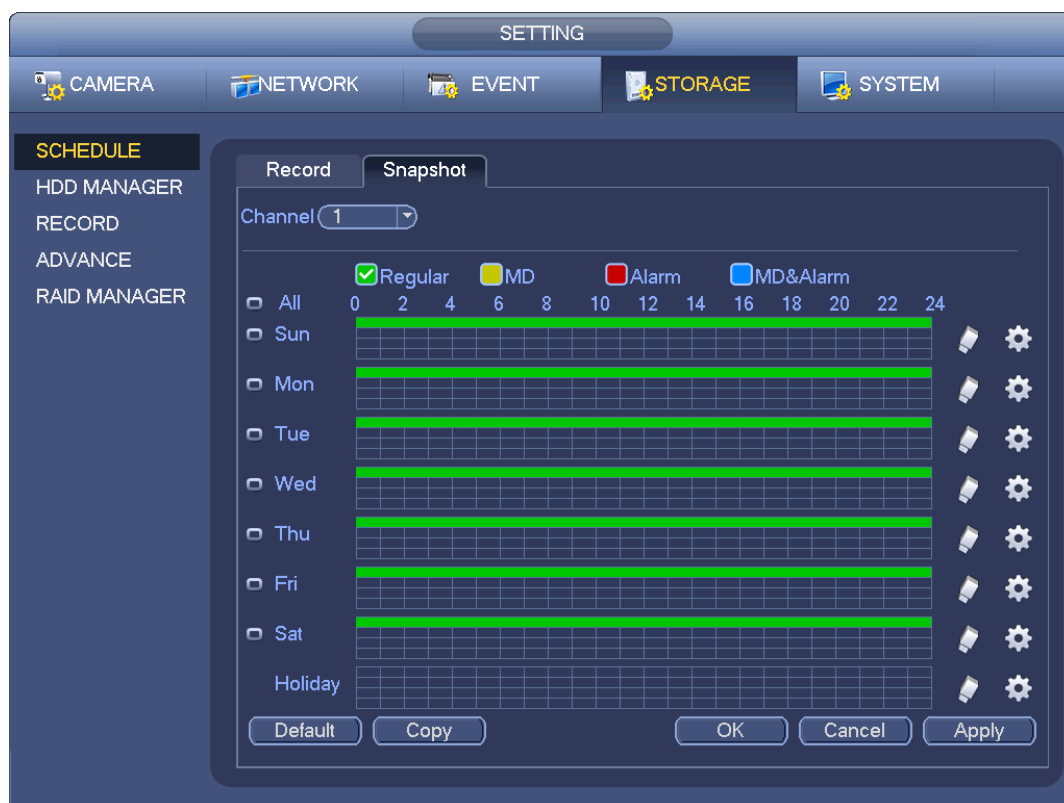 SETTING
CAMERA NETWORK EVENT STORAGE SYSTEM
SCHEDULE
HDD MANAGER
RECORD
ADVANCE
RAID MANAGER
Record Snapshot
Channel 1
Regular MD Alarm MD&Alarm
All 0 2 4 6 8 10 12 14 16 18 20 22 24
Sun
Mon
Tue
Wed
Thu
Fri
Sat
Holiday
Default Copy OK Cancel Apply